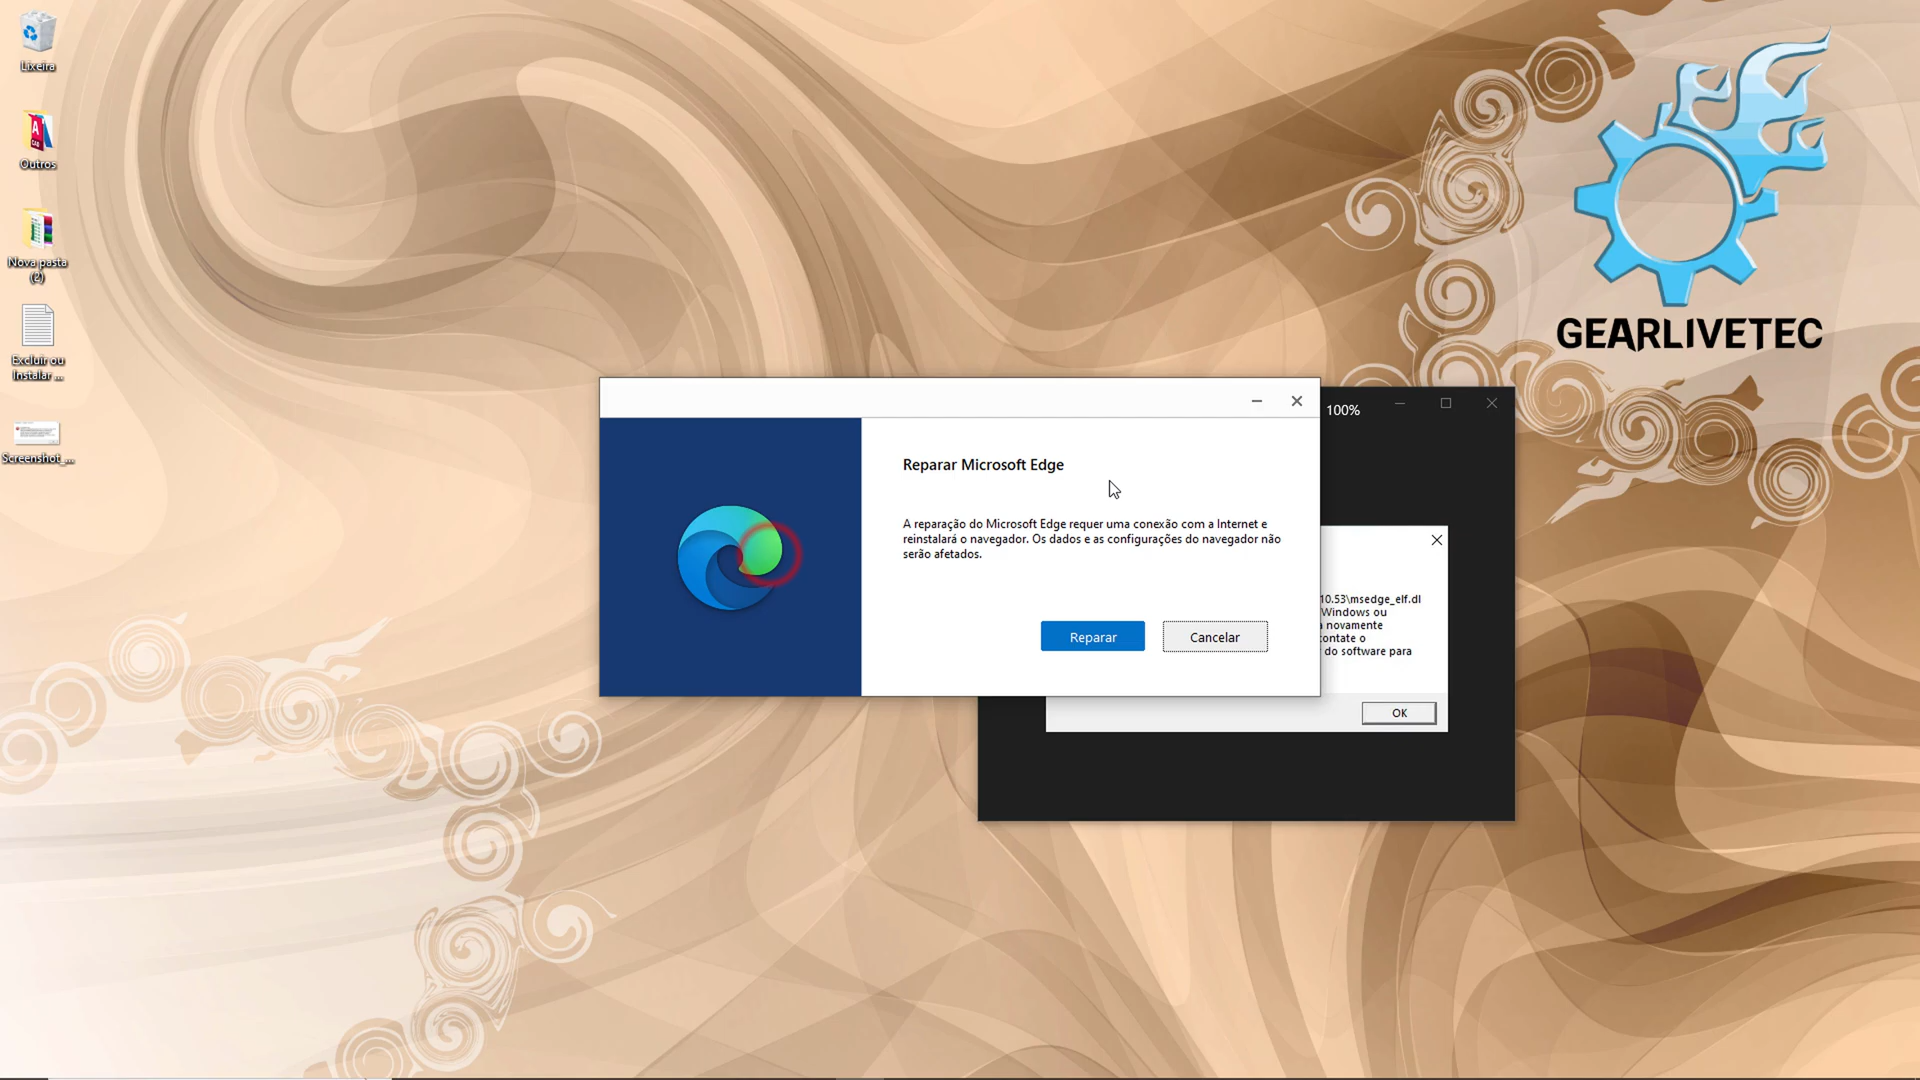 Lixeira
Outros
Nova pasta
(2)
Excluir ou
Instalar ...
Screenshot_...
GEARLIVETEC
100%
Reparar Microsoft Edge
A reparação do Microsoft Edge requer uma conexão com a Internet e
reinstalará o navegador. Os dados e as configurações do navegador não
serão afetados.
Reparar
Cancelar
10.53\msedge_elf.dl
Windows ou
novamente
contate o
do software para
OK